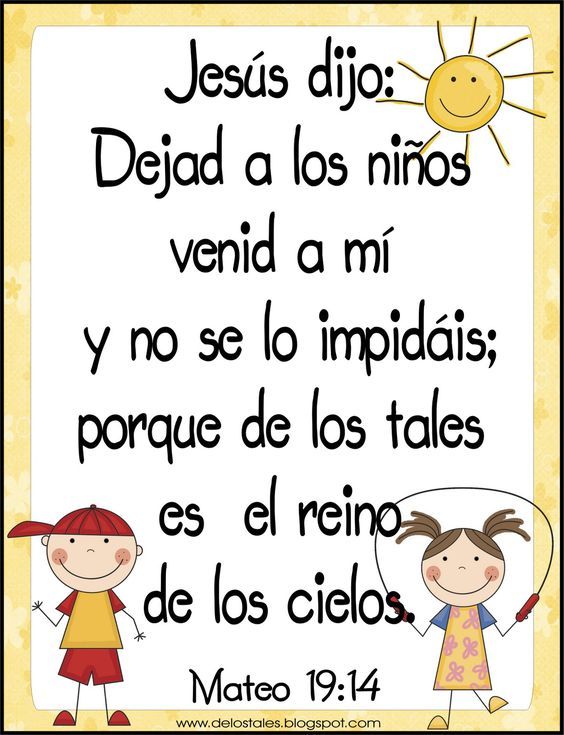 Jesús dijo:
Dejad a los niños
venid a mí
y no se lo impidáis;
porque de los tales
es el reino
de los cielos.
Mateo 19:14
www.delostales.blogspot.com